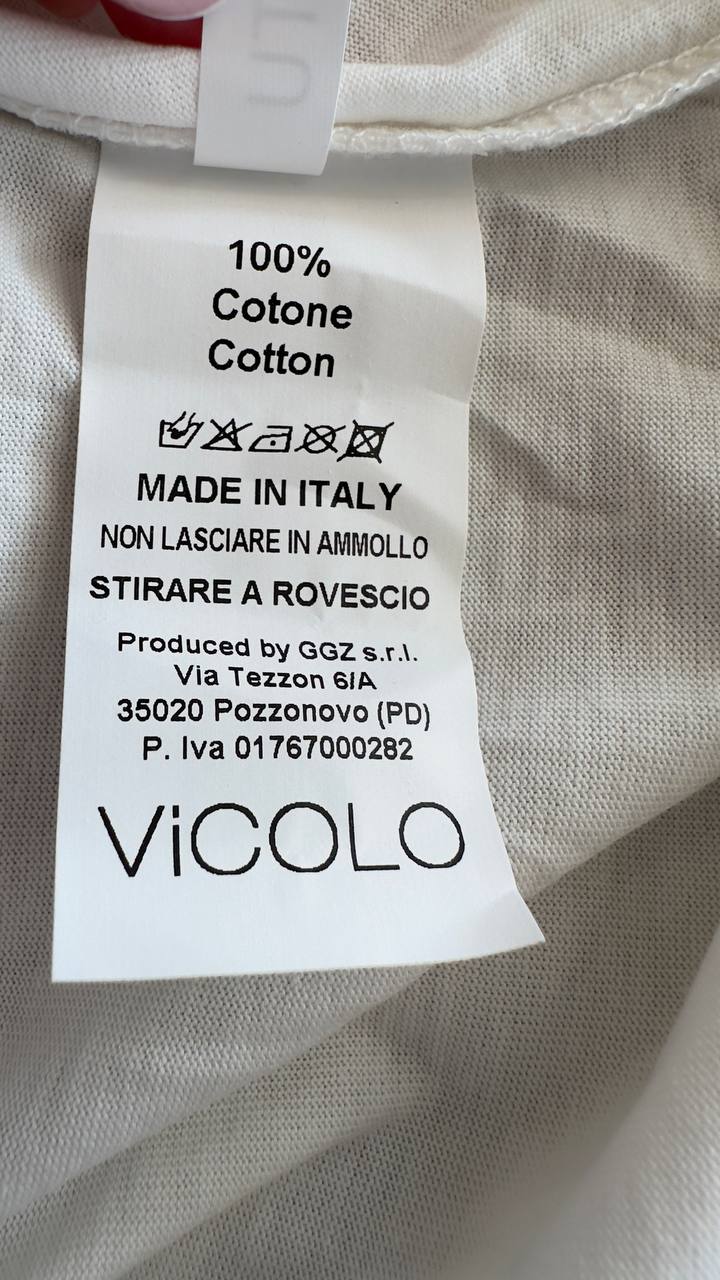 100%
Cotone
Cotton
MADE IN ITALY
NON LASCIARE IN AMMOLLO
STIRARE A ROVESCIO
Produced by GGZ s.r.l.
Via Tezzon 6/A
35020 Pozzonovo (PD)
P. Iva 01767000282
ViCOLO